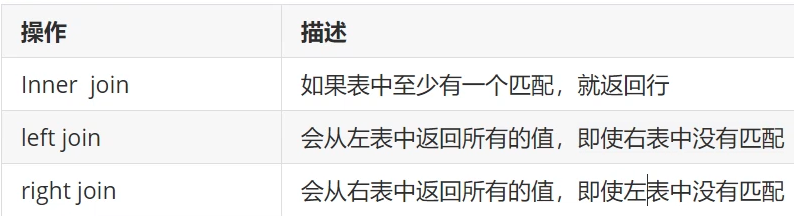 操作 描述
Inner join 如果表中至少有一个匹配，就返回行
left join 会从左表中返回所有的值，即使右表中没有匹配
right join 会从右表中返回所有的值，即使左表中没有匹配